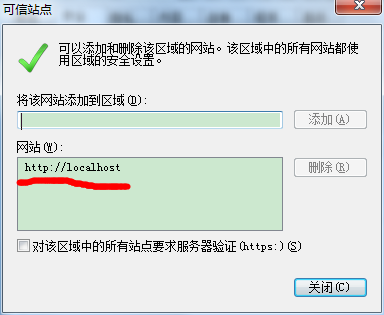 可信站点
可以添加和删除该区域的网站。该区域中的所有网站都使
用区域的安全设置。
将该网站添加到区域(D):
添加(A)
网站(W):
http://localhost
删除(R)
对该区域中的所有站点要求服务器验证(https:)(S)
关闭(C)